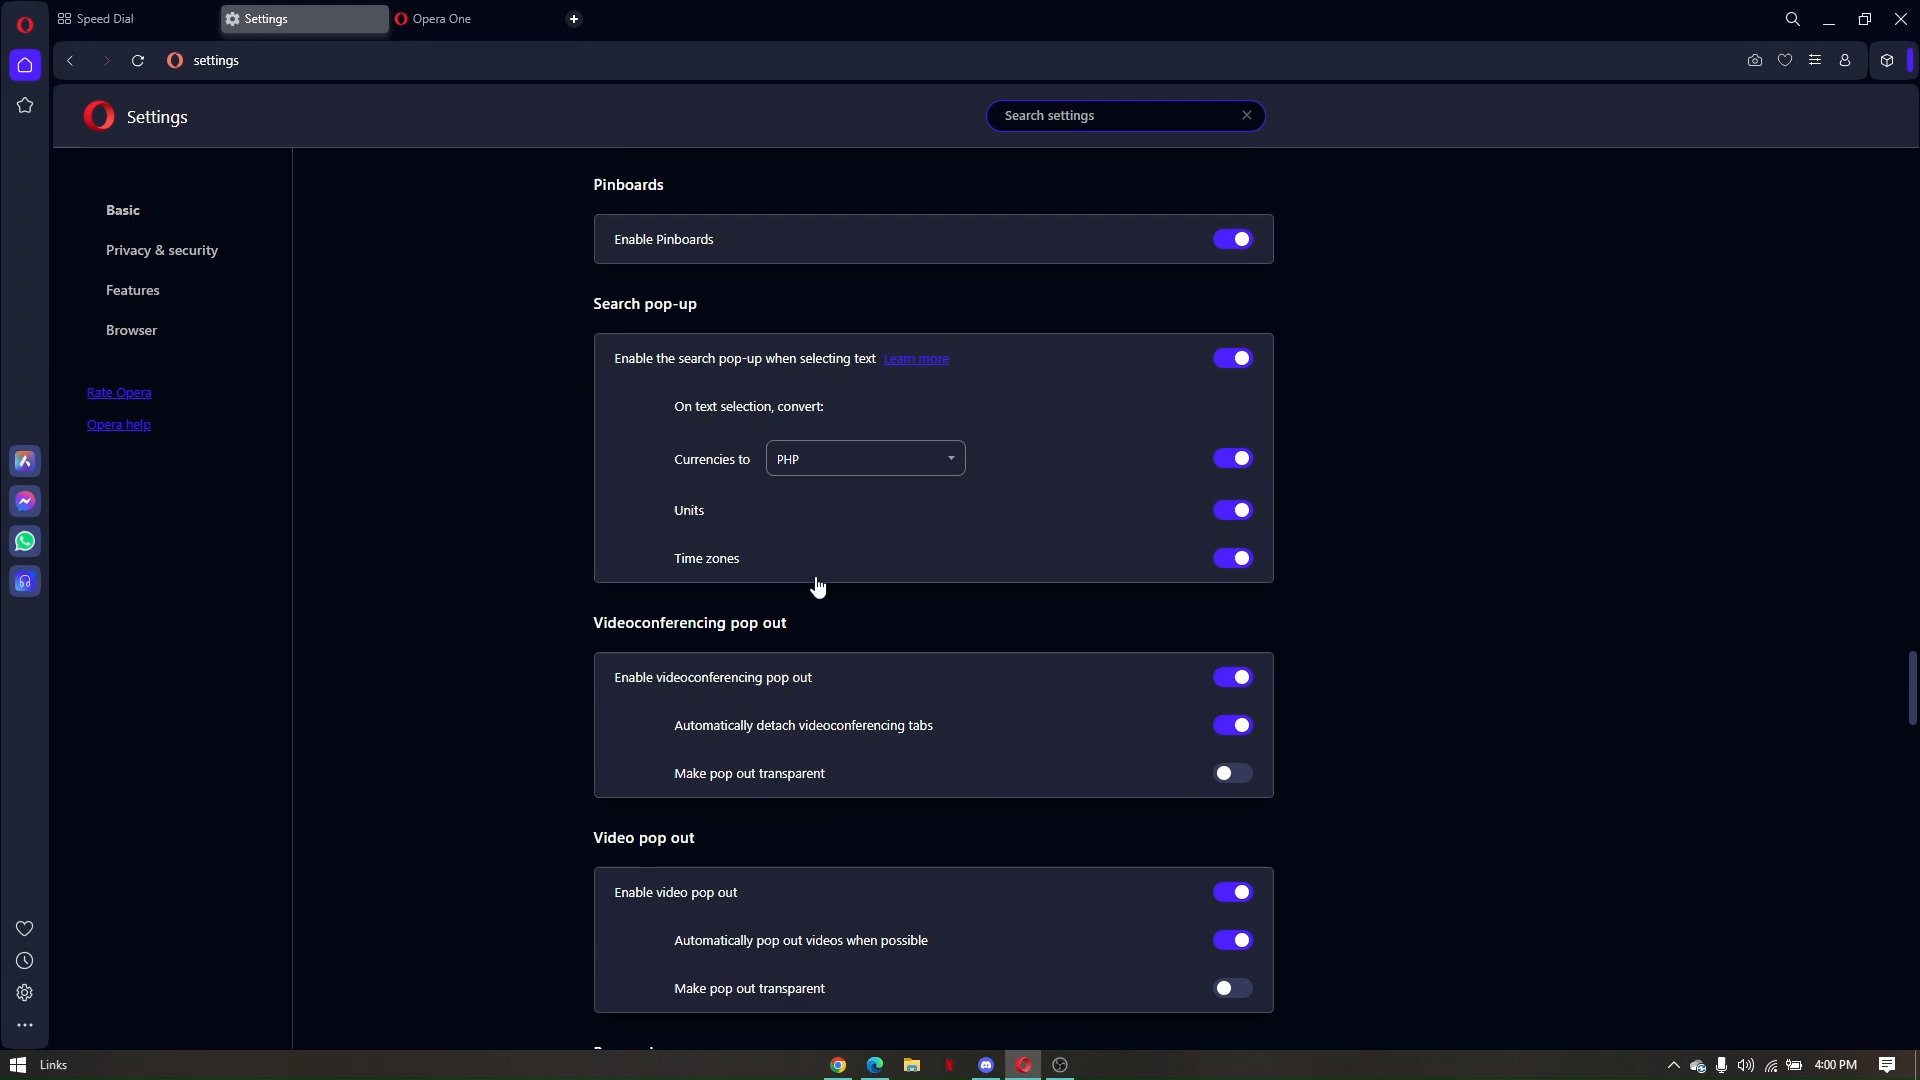 Speed Dial
Settings
Opera One
settings
Settings
Search settings
Basic
Privacy & security
Features
Browser
Rate Opera
Opera help
Pinboards
Enable Pinboards
Search pop-up
Enable the search pop-up when selecting text Learn more
On text selection, convert:
Currencies to PHP
Units
Time zones
Videoconferencing pop out
Enable videoconferencing pop out
Automatically detach videoconferencing tabs
Make pop out transparent
Video pop out
Enable video pop out
Automatically pop out videos when possible
Make pop out transparent
Links
4:00 PM